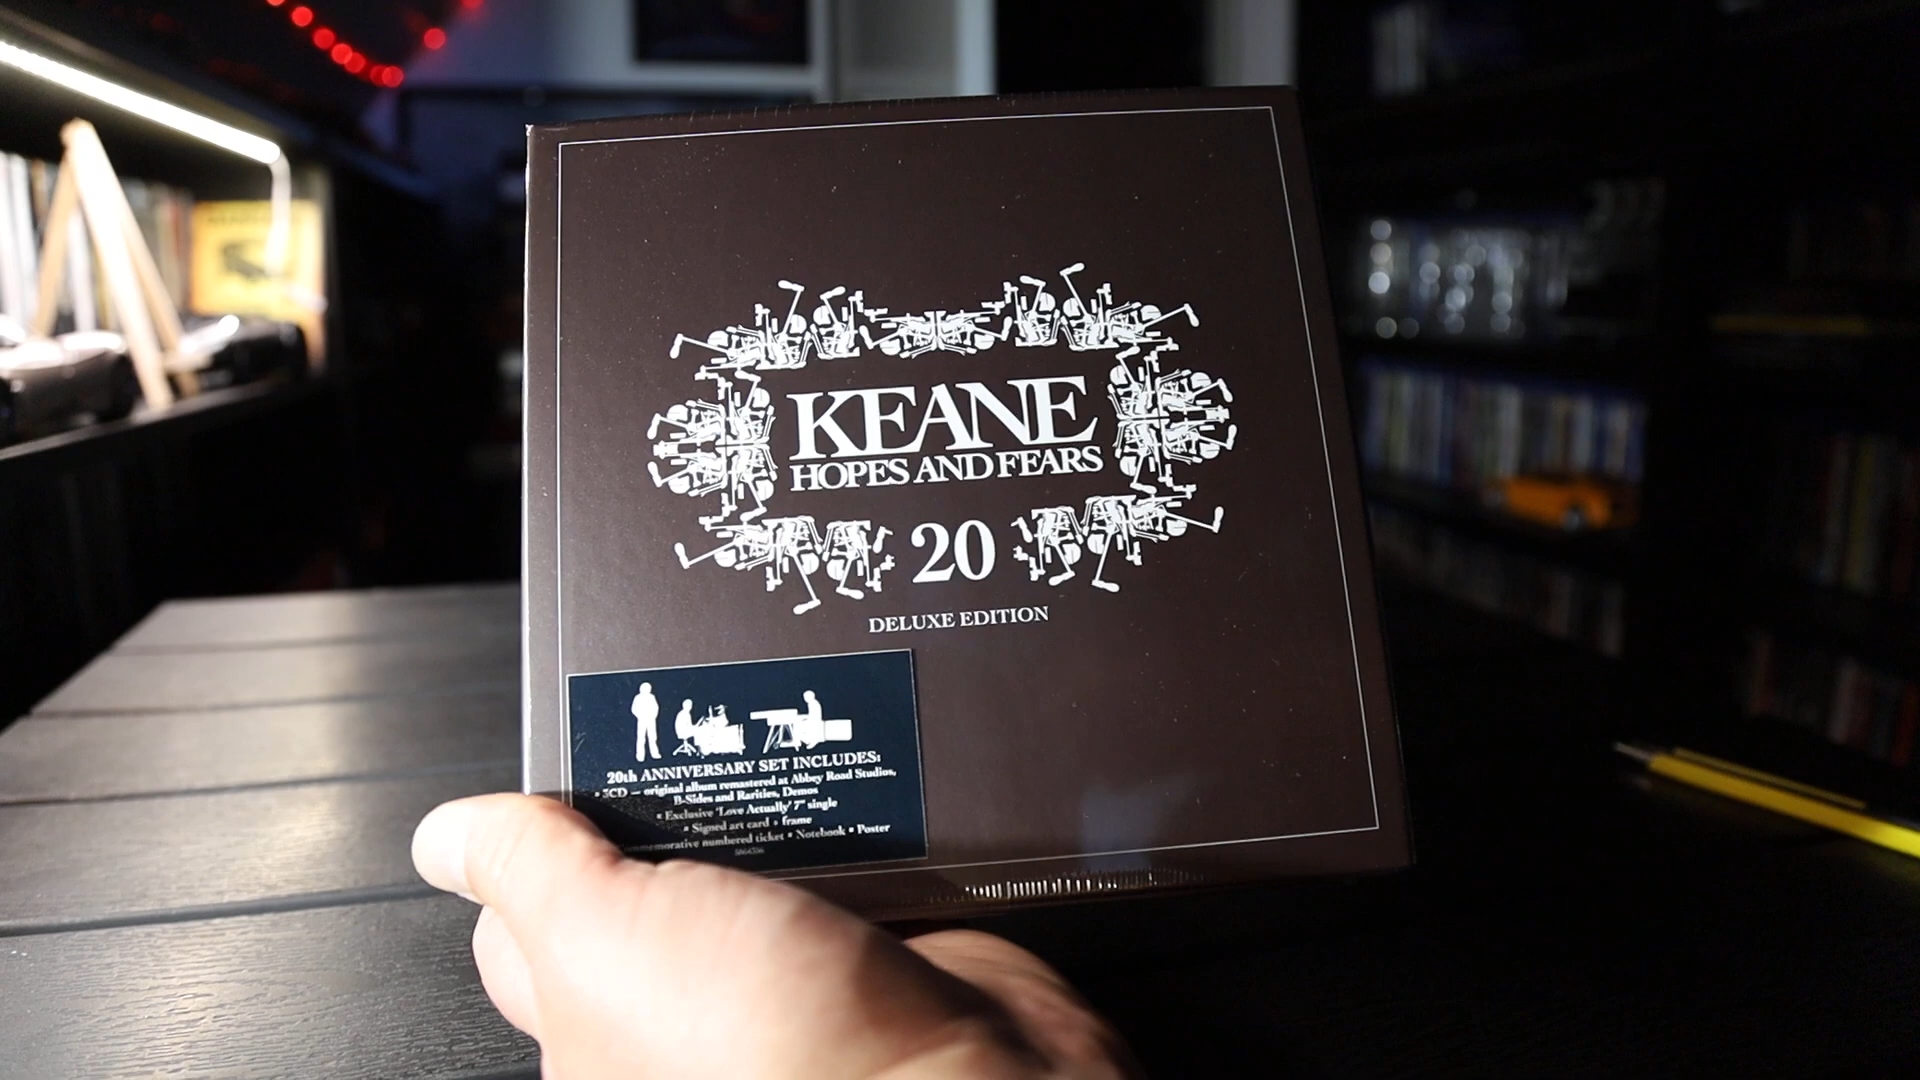 KEANE
HOPES AND FEARS
20
DELUXE EDITION
20th ANNIVERSARY SET INCLUDES:
▪ 3CD – original album remastered at Abbey Road Studios,
B-Sides and Rarities, Demos
▪ Exclusive 'Love Actually' 7" single
▪ Signed art card + frame
numbered ticket ▪ Notebook ▪ Poster